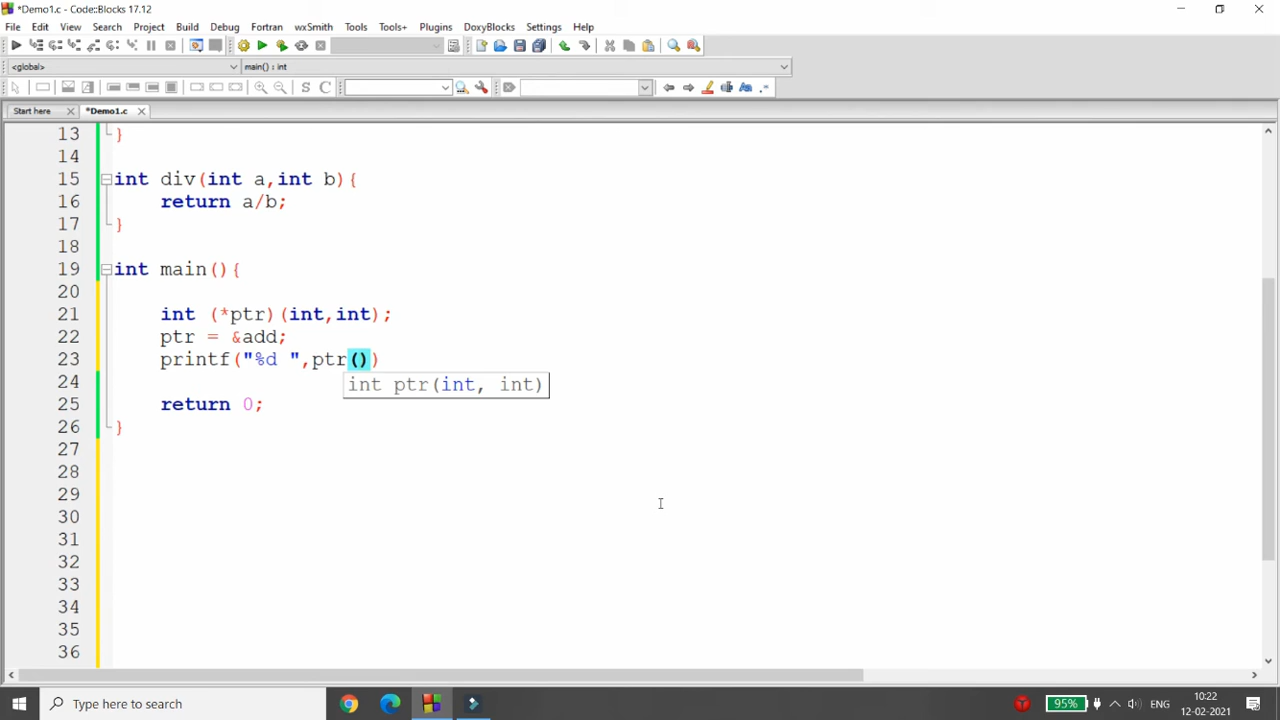 *Demo1.c - Code::Blocks 17.12
File Edit View Search Project Build Debug Fortran wxSmith Tools Tools+ Plugins DoxyBlocks Settings Help
<global> main() : int
S C .*
Start here *Demo1.c
13 }
14
15 int div(int a,int b){
16 return a/b;
17 }
18
19 int main(){
20
21 int (*ptr)(int,int);
22 ptr = &add;
23 printf("%d ",ptr())
24 int ptr(int, int)
25 return 0;
26 }
27
28
29
30
31
32
33
34
35
36
Type here to search 95% ENG 10:22
12-02-2021